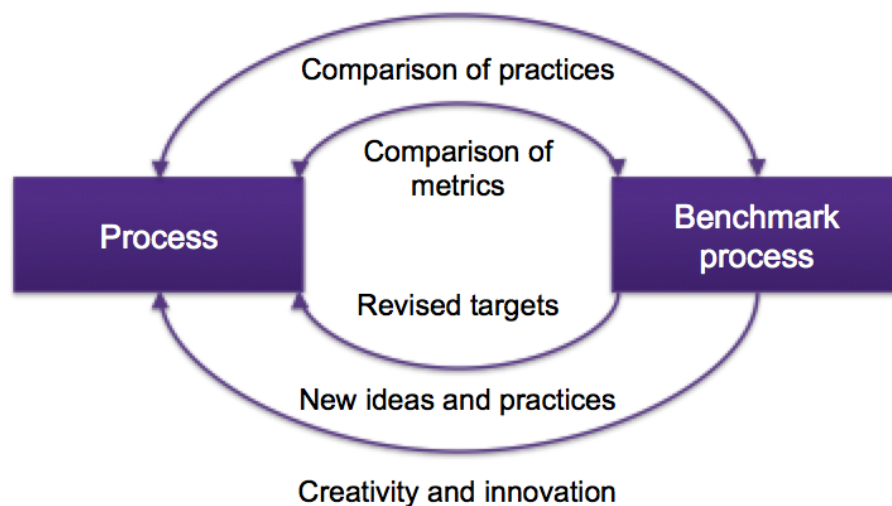 Comparison of practices
Comparison of
metrics
Process
Benchmark
process
Revised targets
New ideas and practices
Creativity and innovation